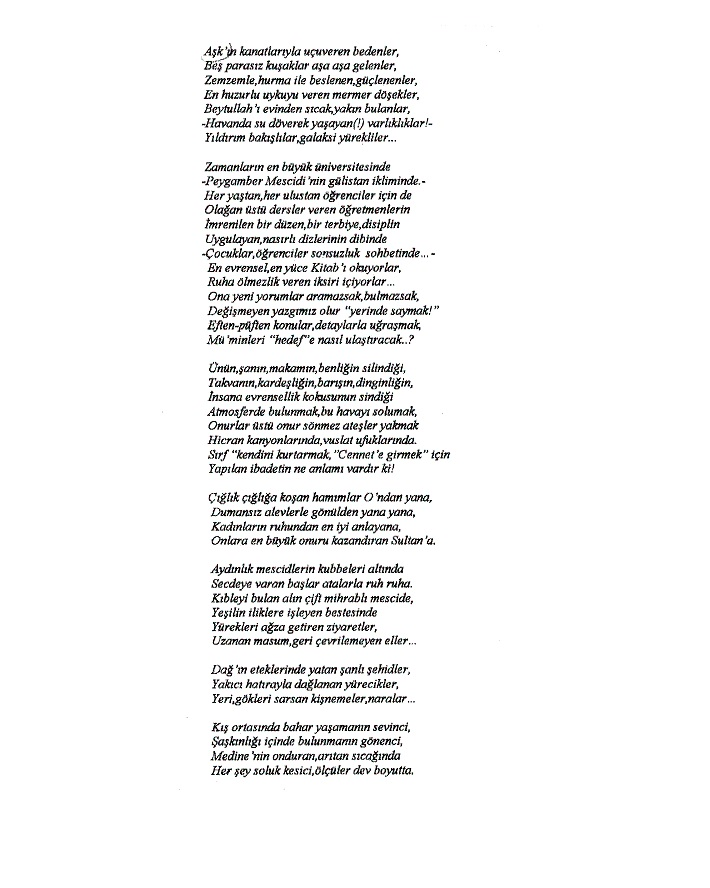 Aşk'ın kanatlarıyla uçuveren bedenler,
Beş parasız kuşaklar aşa aşa gelenler,
Zemzemle,hurma ile beslenen,güçlenenler,
En huzurlu uykuyu veren mermer döşekler,
Beytullah'ı evinden sıcak,yakın bulanlar,
-Havanda su döverek yaşayan(!) varlıklıklar!-
Yıldırım bakışlılar,galaksi yürekliler...

Zamanların en büyük üniversitesinde
-Peygamber Mescidi'nin gülistan ikliminde.-
Her yaştan,her ulustan öğrenciler için de
Olağan üstü dersler veren öğretmenlerin
İmrenilen bir düzen,bir terbiye,disiplin
Uygulayan,nasırlı dizlerinin dibinde
-Çocuklar,öğrenciler sonsuzluk sohbetinde... -
En evrensel,en yüce Kitab'ı okuyorlar,
Ruha ölmezlik veren iksiri içiyorlar...
Ona yeni yorumlar aramazsak,bulmazsak,
Değişmeyen yazgımız olur "yerinde saymak!"
Eften-püften konular,detaylarla uğraşmak,
Mü'minleri "hedef"e nasıl ulaştıracak..?

Ünün,şanın,makamın,benliğin silindiği,
Takvanın,kardeşliğin,barışın,dinginliğin,
İnsana evrensellik kokusunun sindiği
Atmosferde bulunmak,bu havayı solumak,
Onurlar üstü onur sönmez ateşler yakmak
Hicran kanyonlarında,vuslat ufuklarında.
Sırf "kendini kurtarmak,"Cennet'e girmek" için
Yapılan ibadetin ne anlamı vardır ki!

Çığlık çığlığa koşan hanımlar O'ndan yana,
Dumansız alevlerle gönülden yana yana,
Kadınların ruhundan en iyi anlayana,
Onlara en büyük onuru kazandıran Sultan'a.

Aydınlık mescidlerin kubbeleri altında
Secdeye varan başlar atalarla ruh ruha.
Kıbleyi bulan alın çift mihrablı mescide,
Yeşilin iliklere işleyen bestesinde
Yürekleri ağza getiren ziyaretler,
Uzanan masum,geri çevrilemeyen eller...

Dağ'ın eteklerinde yatan şanlı şehidler,
Yakıcı hatırayla dağlanan yürecikler,
Yeri,gökleri sarsan kişnemeler,naralar...

Kış ortasında bahar yaşamanın sevinci,
Şaşkınlığı içinde bulunmanın gönenci,
Medine'nin onduran,arıtan sıcağında
Her şey soluk kesici,ölçüler dev boyutta.